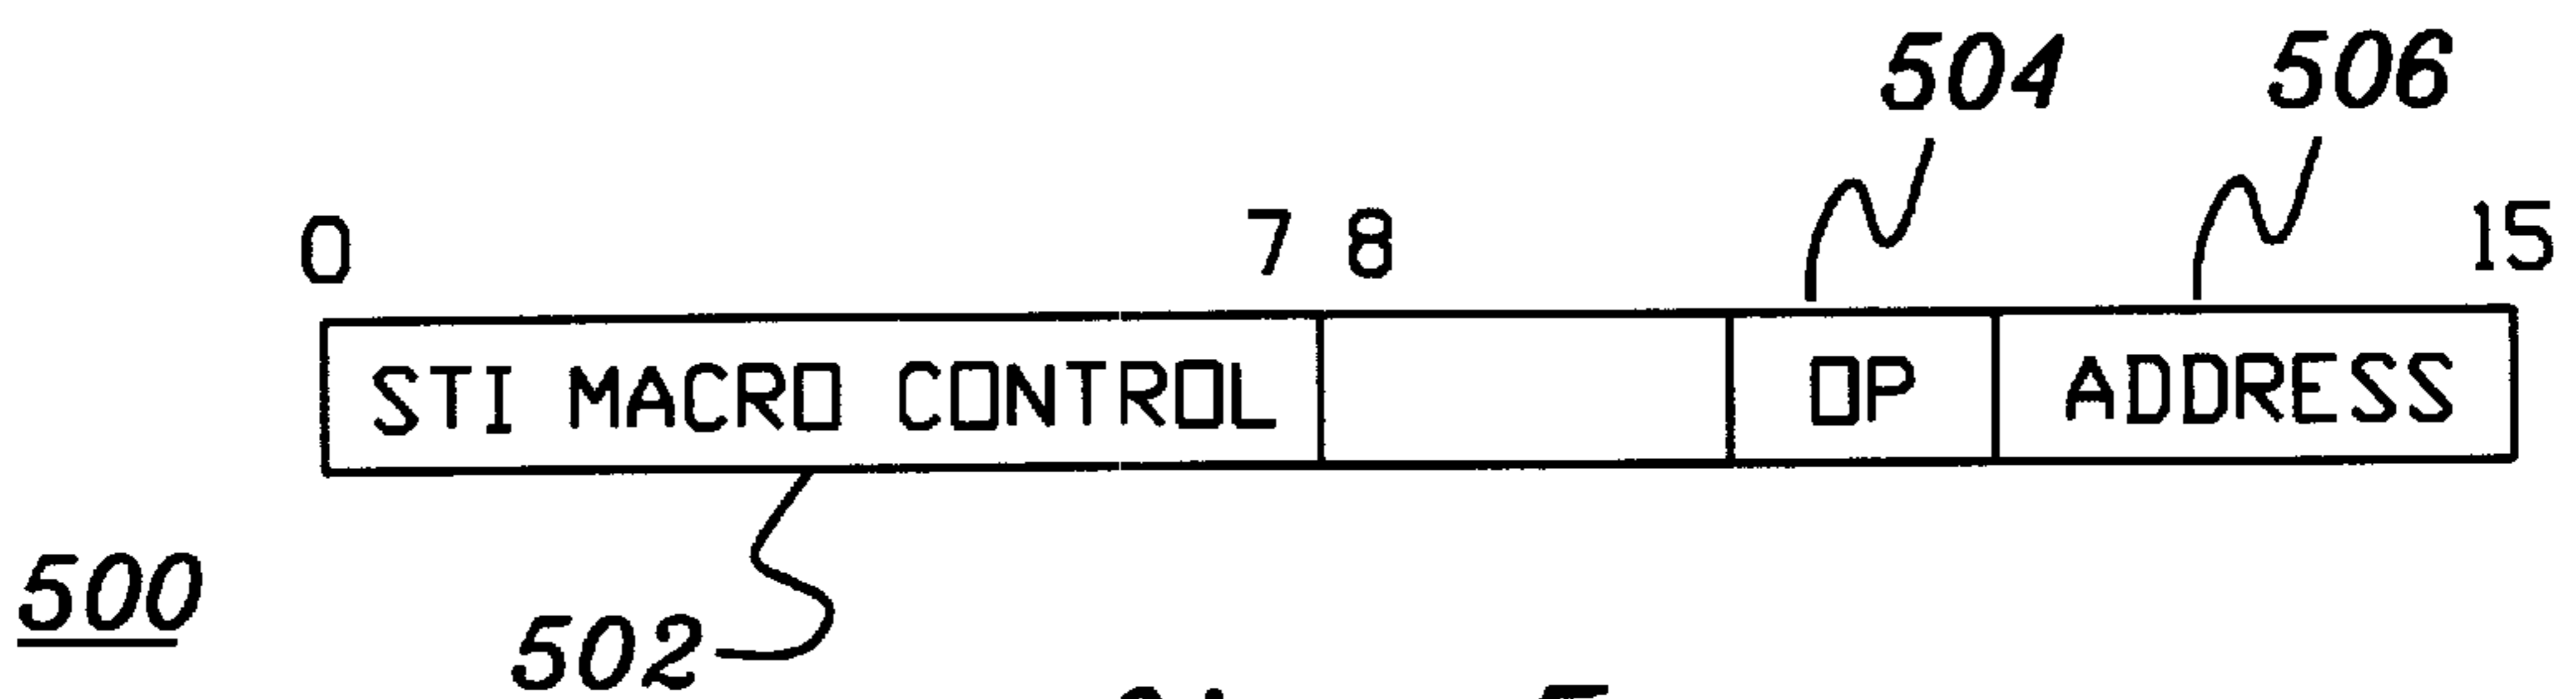 504 506
0 7 8 15
STI MACRO CONTROL OP ADDRESS
500
502